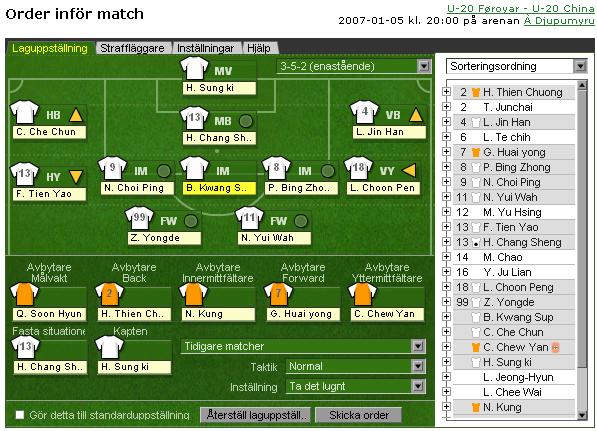 Order inför match
U-20 Føroyar - U-20 China
2007-01-05 kl. 20:00 på arenan Á Djupumyru
Laguppställning Straffläggare Inställningar Hjälp
MV
H. Sung ki
3-5-2 (enastående)
HB
C. Che Chun
13 MB
H. Chang Sh..
4 VB
L. Jin Han
13 HY
F. Tien Yao
9 IM
N. Choi Ping
IM
B. Kwang S..
8 IM
P. Bing Zho..
18 VY
L. Choon Pen
99 FW
Z. Yongde
11 FW
N. Yui Wah
Avbytare Målvakt
Q. Soon Hyun
Avbytare Back
2
H. Thien Ch..
Avbytare Innermittfältare
N. Kung
Avbytare Forward
7
G. Huai yong
Avbytare Yttermittfältare
C. Chew Yan
Fasta situatione
13
H. Chang Sh..
Kapten
H. Sung ki
Tidigare matcher
Taktik Normal
Inställning Ta det lugnt
Gör detta till standarduppställning
Återställ laguppställ..
Skicka order
Sorteringsordning
2 H. Thien Chuong
2 T. Junchai
4 L. Jin Han
6 L. Te chih
7 G. Huai yong
8 P. Bing Zhong
9 N. Choi Ping
11 N. Yui Wah
12 M. Yu Hsing
13 F. Tien Yao
13 H. Chang Sheng
14 M. Chao
16 Y. Ju Lian
18 L. Choon Peng
99 Z. Yongde
B. Kwang Sup
C. Che Chun
C. Chew Yan
H. Sung ki
L. Jeong-Hyun
L. Chee Wai
N. Kung